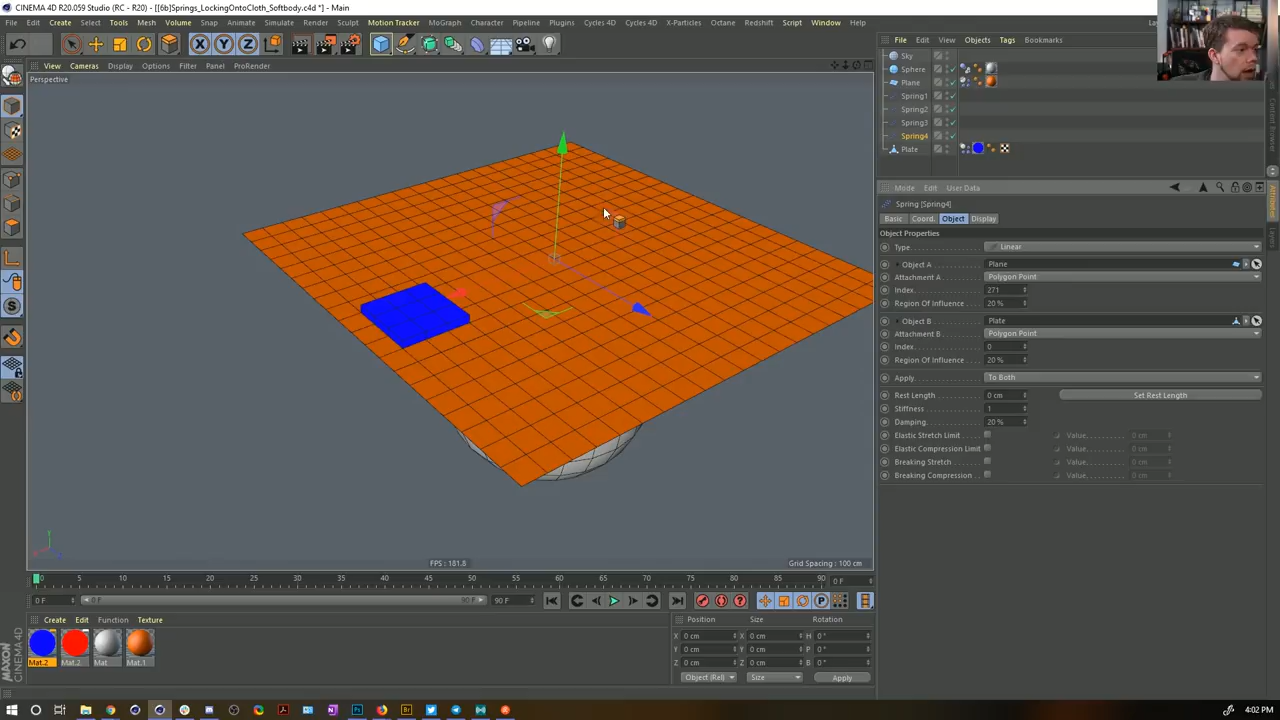 CINEMA 4D R20.059 Studio (RC - R20) - [[6b]Springs_LockingOntoCloth_Softbody.c4d *] - Main
File Edit Create Select Tools Mesh Volume Snap Animate Simulate Render Sculpt Motion Tracker MoGraph Character Pipeline Plugins Cycles 4D Cycles 4D X-Particles Octane Redshift Script Window Help
File Edit View Objects Tags Bookmarks
View Cameras Display Options Filter Panel ProRender
Perspective
Sky
Sphere
Plane
Spring1
Spring2
Spring3
Spring4
Plate
Mode Edit User Data
Spring [Spring4]
Basic Coord. Object Display
Object Properties
Type Linear
Object A Plane
Attachment A Polygon Point
Index 271
Region Of Influence 20 %
Object B Plate
Attachment B Polygon Point
Index 0
Region Of Influence 20 %
Apply To Both
Rest Length 0 cm Set Rest Length
Stiffness 1
Damping 20 %
Elastic Stretch Limit Value 0 cm
Elastic Compression Limit Value 0 cm
Breaking Stretch Value 0 cm
Breaking Compression Value 0 cm
Attributes
FPS : 181.8 Grid Spacing : 100 cm
0 5 10 15 20 25 30 35 40 45 50 55 60 65 70 75 80 85 90 0 F
0 F 0 F 90 F 90 F
Create Edit Function Texture
Mat.2 Mat.2 Mat Mat.1
Position Size Rotation
X 0 cm X 0 cm H 0 °
Y 0 cm Y 0 cm P 0 °
Z 0 cm Z 0 cm B 0 °
Object (Rel) Size Apply
MAXON CINEMA 4D
4:02 PM